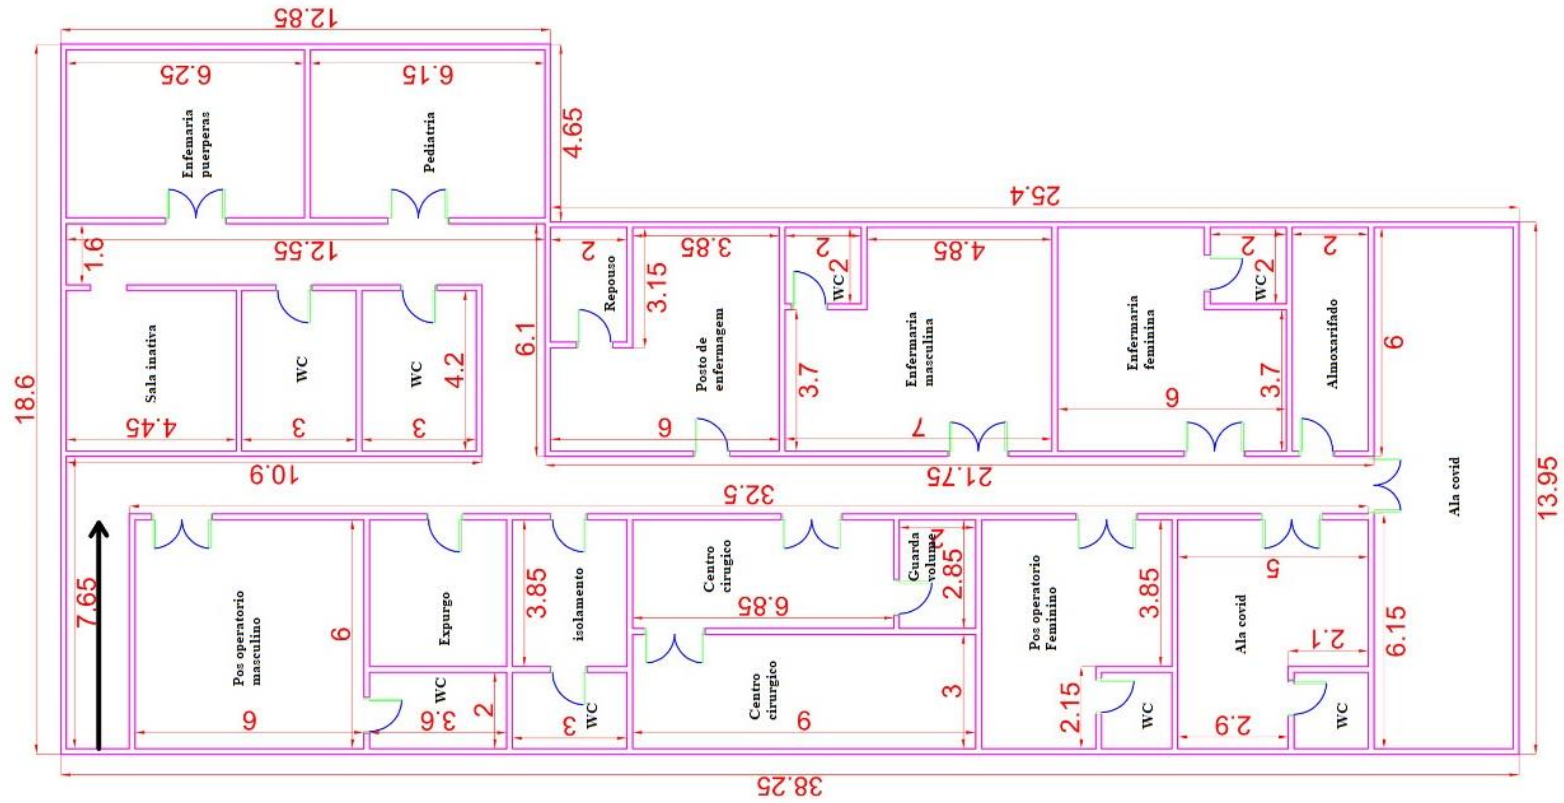 12.85
6.25
6.15
Enfemaria
puerperas
Pediatria
4.65
18.6
1.6
12.55
25.4
2
Repouso
3.85
3.15
2
2
WC
4.85
2
2
WC
2
Sala inativa
WC
WC
4.2
6.1
Posto de
enfermagem
3.7
Enfermaria
masculina
Enfermaria
feminina
3.7
Almoxarifado
6
4.45
3
3
6
7
6
10.9
21.75
32.5
Ala covid
13.95
7.65
Pos operatorio
masculino
6
Expurgo
3.85
isolamento
Centro
cirugico
6.85
Guarda
volume
2
2.85
Pos operatorio
Feminino
3.85
5
Ala covid
2.1
6.15
6
WC
3.6
2
3
WC
Centro
cirurgico
9
3
2.15
WC
2.9
WC
38.25